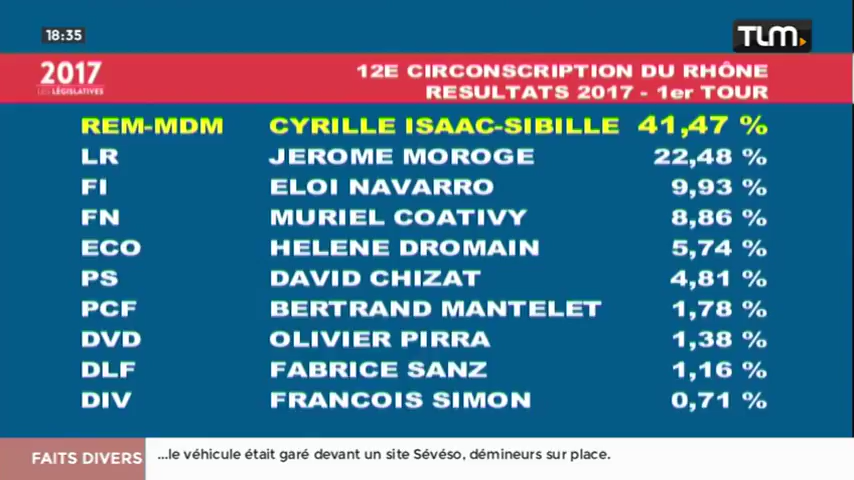 18:35
TLM.
2017
LES LÉGISLATIVES
12E CIRCONSCRIPTION DU RHÔNE
RESULTATS 2017 - 1er TOUR
REM-MDM CYRILLE ISAAC-SIBILLE 41,47 %
LR JEROME MOROGE 22,48 %
FI ELOI NAVARRO 9,93 %
FN MURIEL COATIVY 8,86 %
ECO HELENE DROMAIN 5,74 %
PS DAVID CHIZAT 4,81 %
PCF BERTRAND MANTELET 1,78 %
DVD OLIVIER PIRRA 1,38 %
DLF FABRICE SANZ 1,16 %
DIV FRANCOIS SIMON 0,71 %
FAITS DIVERS ...le véhicule était garé devant un site Sévéso, démineurs sur place.